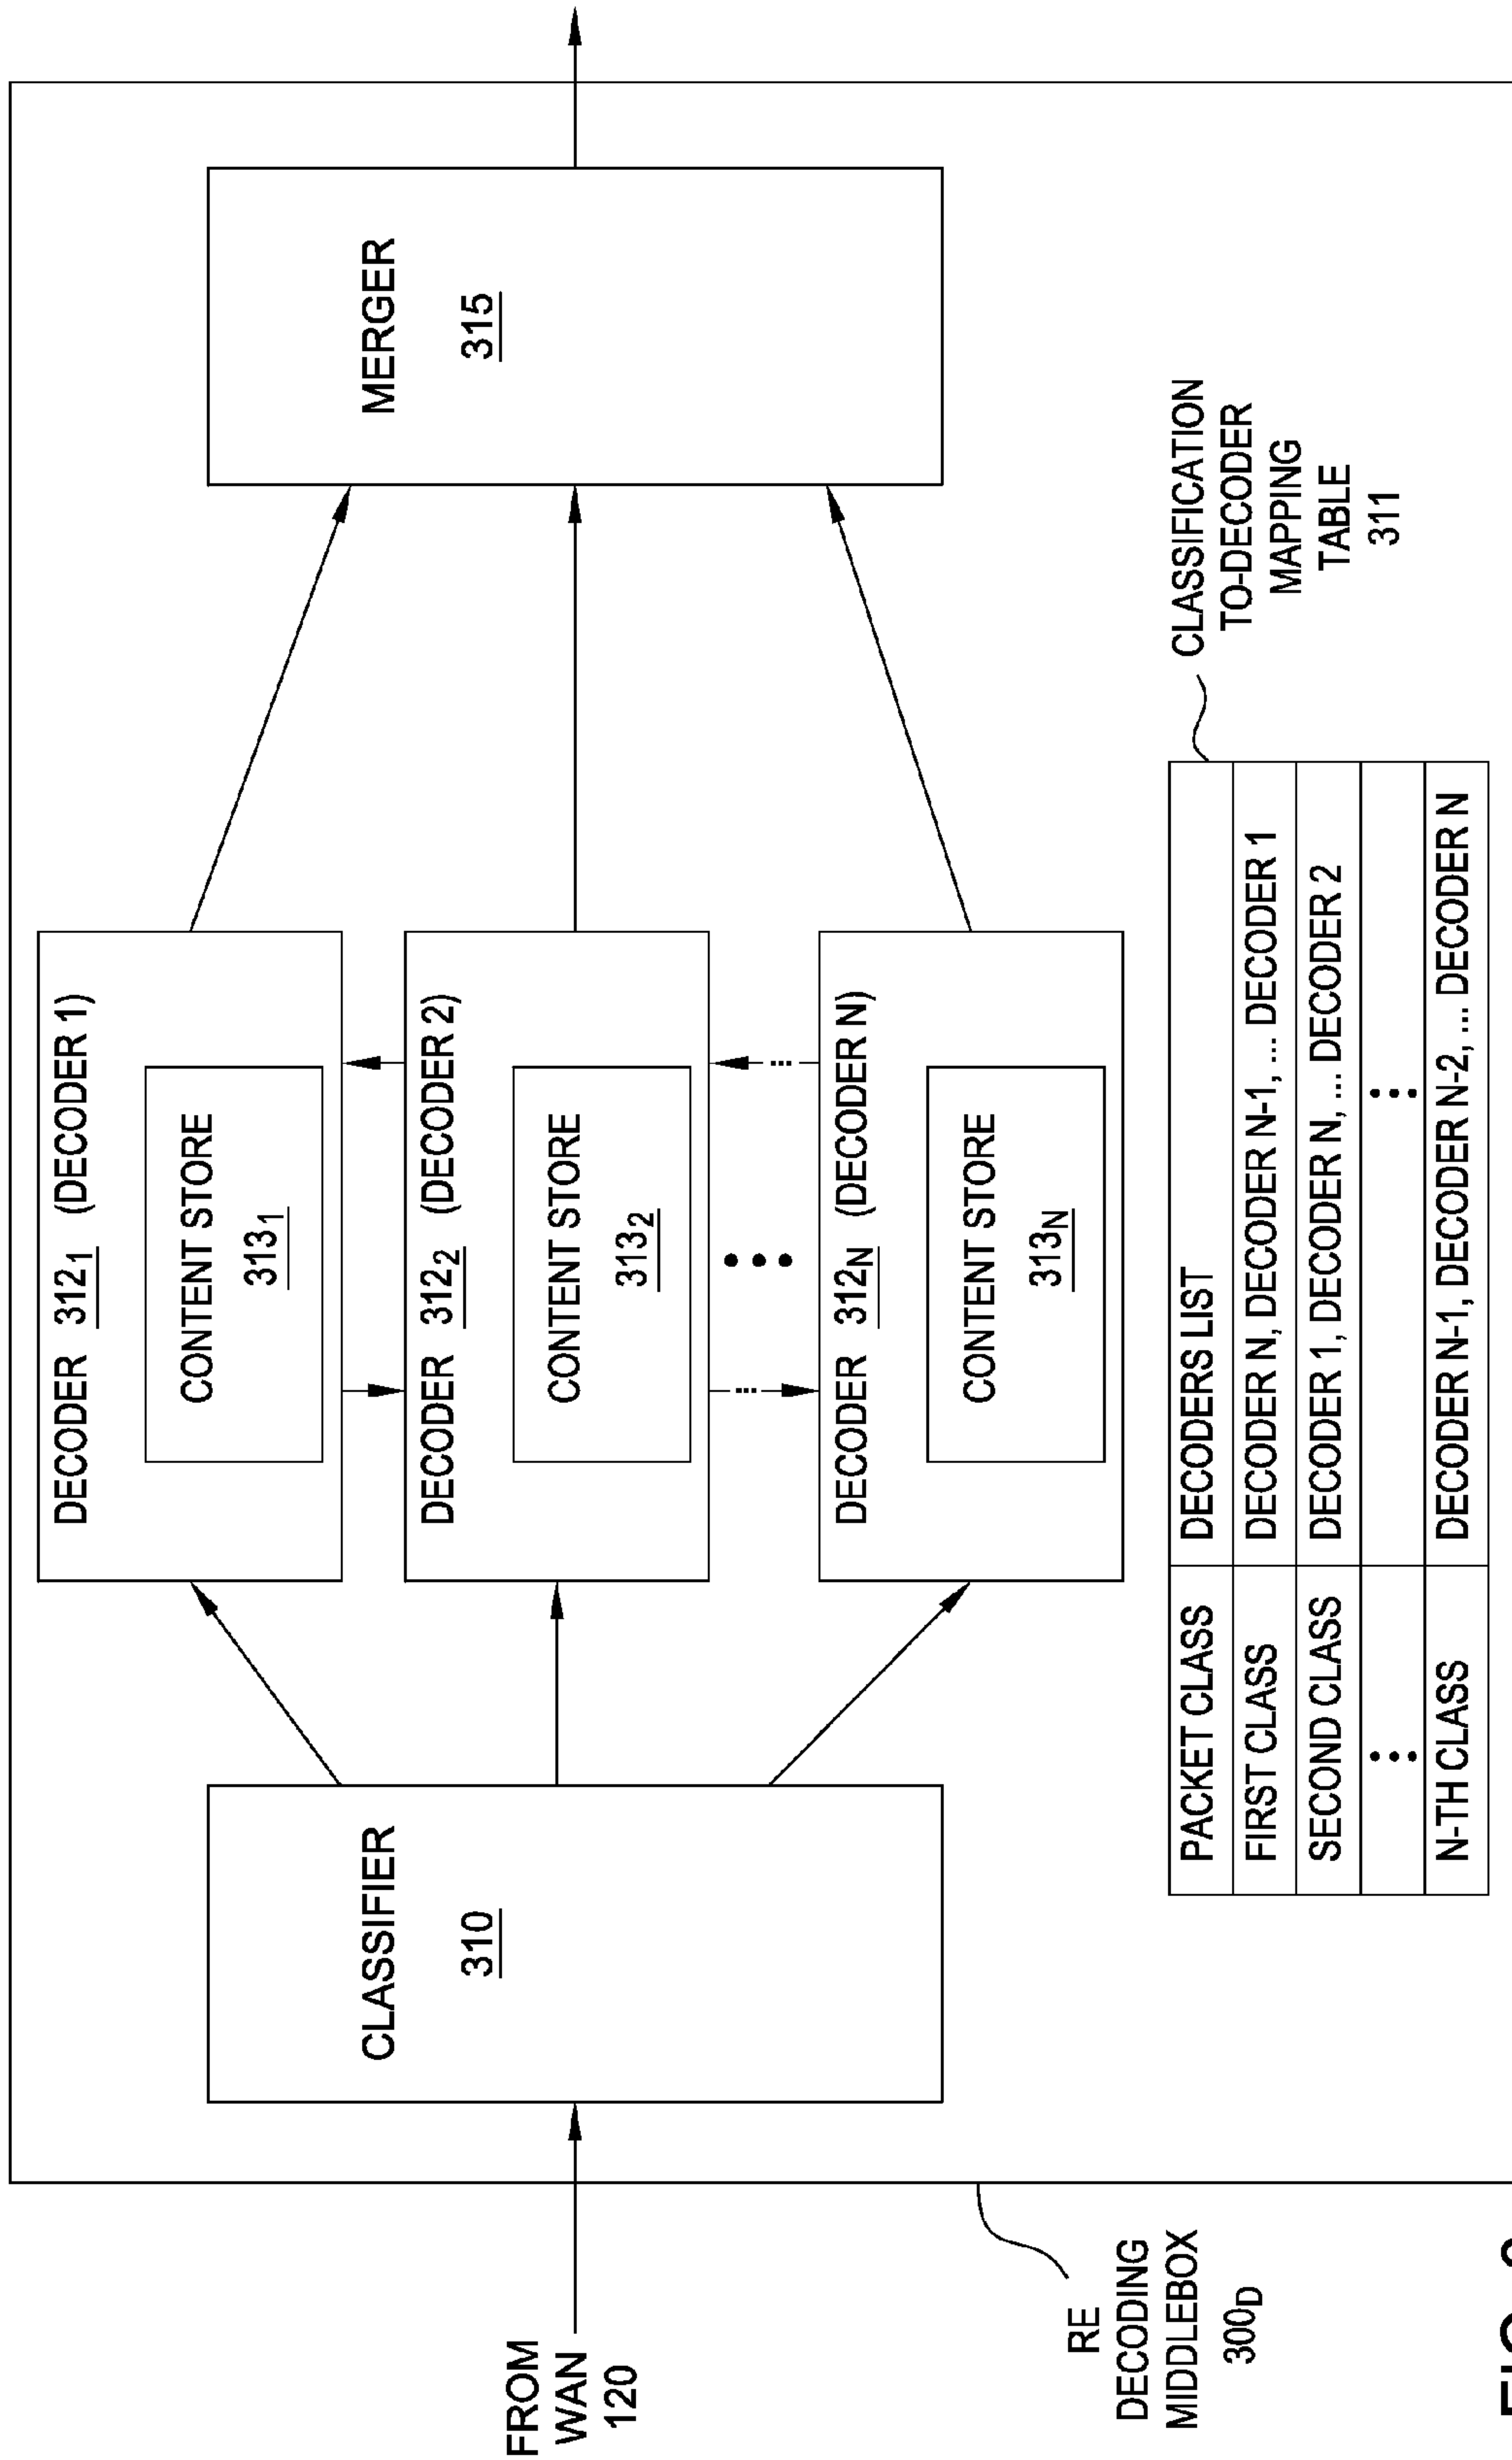 FROM
WAN
120
RE
DECODING
MIDDLEBOX
300D
CLASSIFIER
310
DECODER 312₁ (DECODER 1)
CONTENT STORE
313₁
DECODER 312₂ (DECODER 2)
CONTENT STORE
313₂
•••
...
...
DECODER 312N (DECODER N)
CONTENT STORE
313N
MERGER
315
CLASSIFICATION
TO-DECODER
MAPPING
TABLE
311
PACKET CLASS DECODERS LIST
FIRST CLASS DECODER N, DECODER N-1, ... DECODER 1
SECOND CLASS DECODER 1, DECODER N, ... DECODER 2
••• •••
N-TH CLASS DECODER N-1, DECODER N-2, ... DECODER N
FIG.